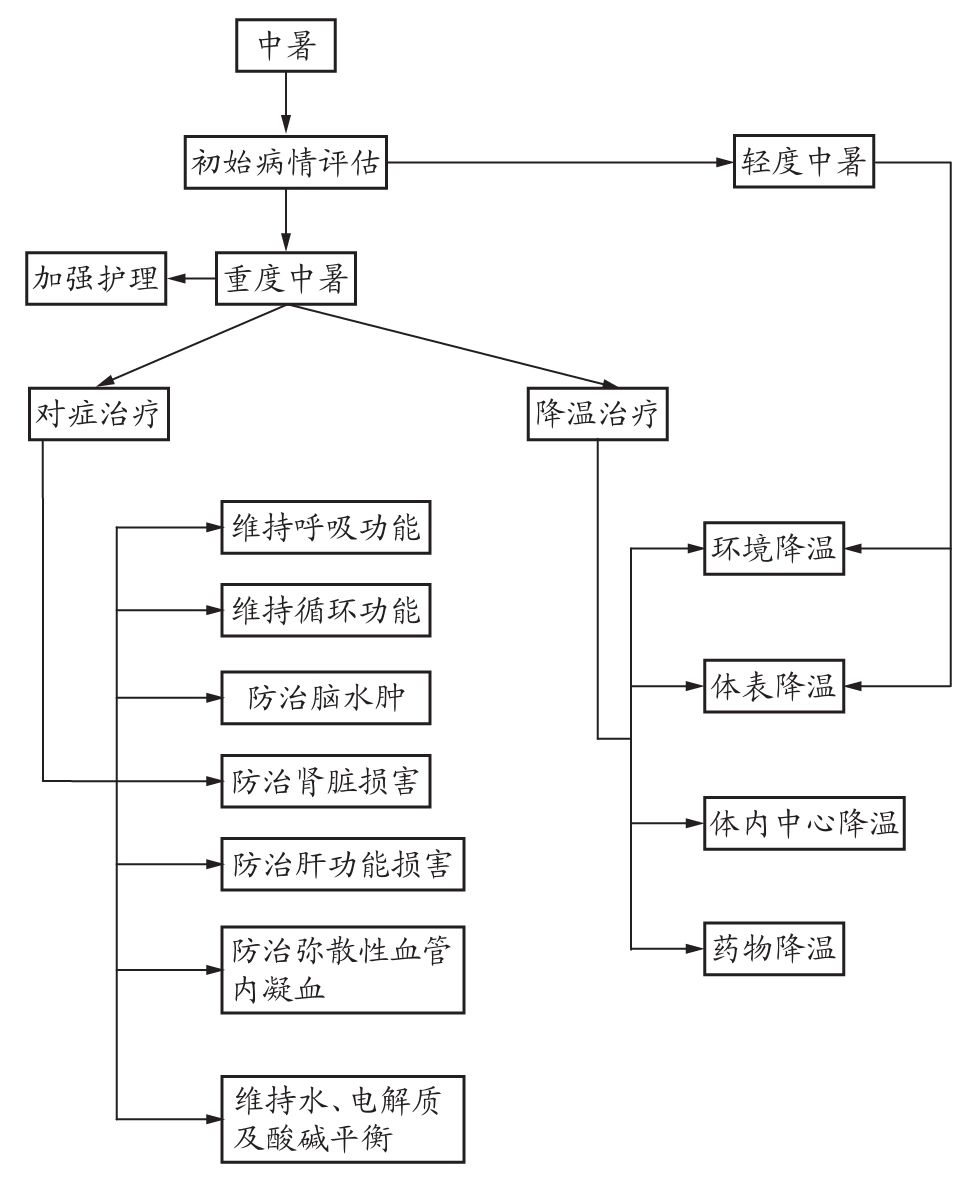 中暑
初始病情评估
轻度中暑
加强护理
重度中暑
对症治疗
降温治疗
维持呼吸功能
维持循环功能
防治脑水肿
防治肾脏损害
防治肝功能损害
防治弥散性血管
内凝血
维持水、电解质
及酸碱平衡
环境降温
体表降温
体内中心降温
药物降温